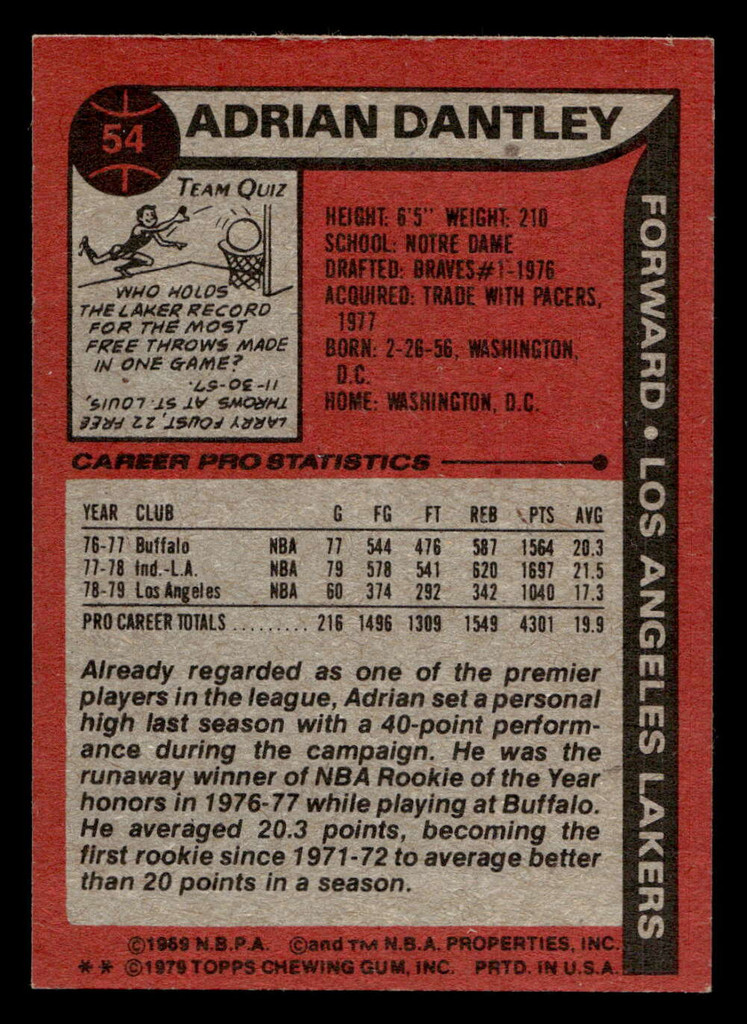 54
ADRIAN DANTLEY
TEAM QUIZ
WHO HOLDS
THE LAKER RECORD
FOR THE MOST
FREE THROWS MADE
IN ONE GAME?
LARRY FOUST, 22 FREE
THROWS AT ST. LOUIS,
11-30-57.
HEIGHT: 6'5" WEIGHT: 210
SCHOOL: NOTRE DAME
DRAFTED: BRAVES#1-1976
ACQUIRED: TRADE WITH PACERS,
1977
BORN: 2-26-56, WASHINGTON,
D.C.
HOME: WASHINGTON, D.C.
FORWARD • LOS ANGELES LAKERS
CAREER PRO STATISTICS
YEAR CLUB G FG FT REB PTS AVG
76-77 Buffalo NBA 77 544 476 587 1564 20.3
77-78 Ind.-L.A. NBA 79 578 541 620 1697 21.5
78-79 Los Angeles NBA 60 374 292 342 1040 17.3
PRO CAREER TOTALS ......... 216 1496 1309 1549 4301 19.9
Already regarded as one of the premier
players in the league, Adrian set a personal
high last season with a 40-point perform-
ance during the campaign. He was the
runaway winner of NBA Rookie of the Year
honors in 1976-77 while playing at Buffalo.
He averaged 20.3 points, becoming the
first rookie since 1971-72 to average better
than 20 points in a season.
©1959 N.B.P.A. ©and TM N.B.A. PROPERTIES, INC.
** ©1979 TOPPS CHEWING GUM, INC. PRTD. IN U.S.A.